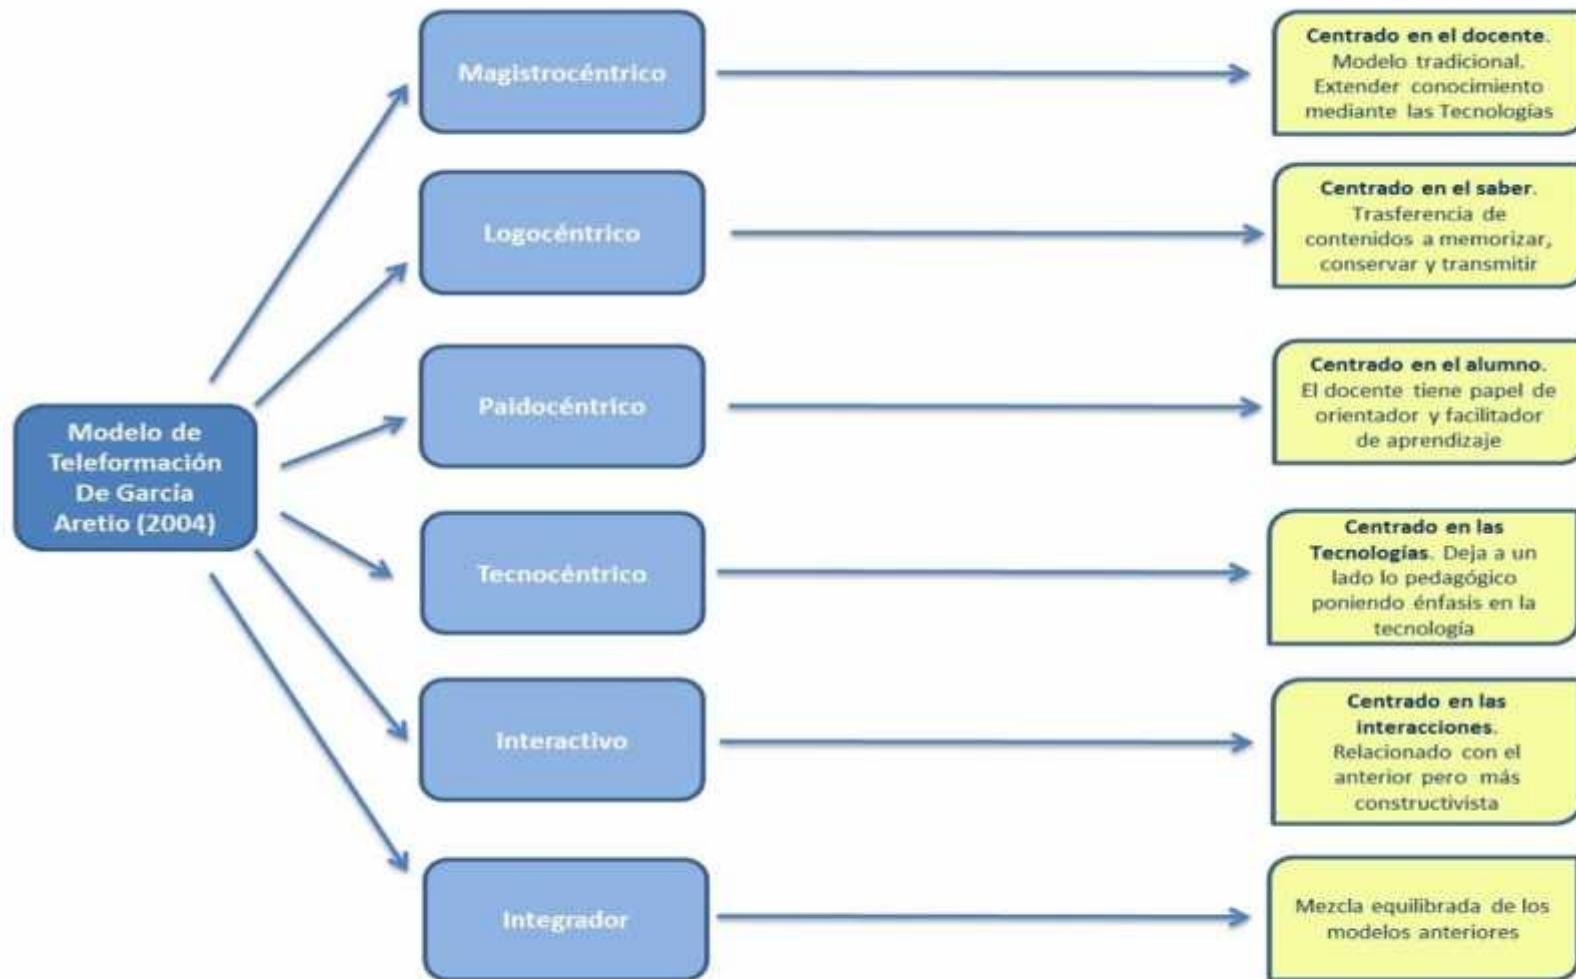 Modelo de
Teleformación
De García
Aretio (2004)
Magistrocéntrico
Centrado en el docente.
Modelo tradicional.
Extender conocimiento
mediante las Tecnologías
Logocéntrico
Centrado en el saber.
Trasferencia de
contenidos a memorizar,
conservar y transmitir
Paidocéntrico
Centrado en el alumno.
El docente tiene papel de
orientador y facilitador
de aprendizaje
Tecnocéntrico
Centrado en las
Tecnologías. Deja a un
lado lo pedagógico
poniendo énfasis en la
tecnología
Interactivo
Centrado en las
interacciones.
Relacionado con el
anterior pero más
constructivista
Integrador
Mezcla equilibrada de los
modelos anteriores